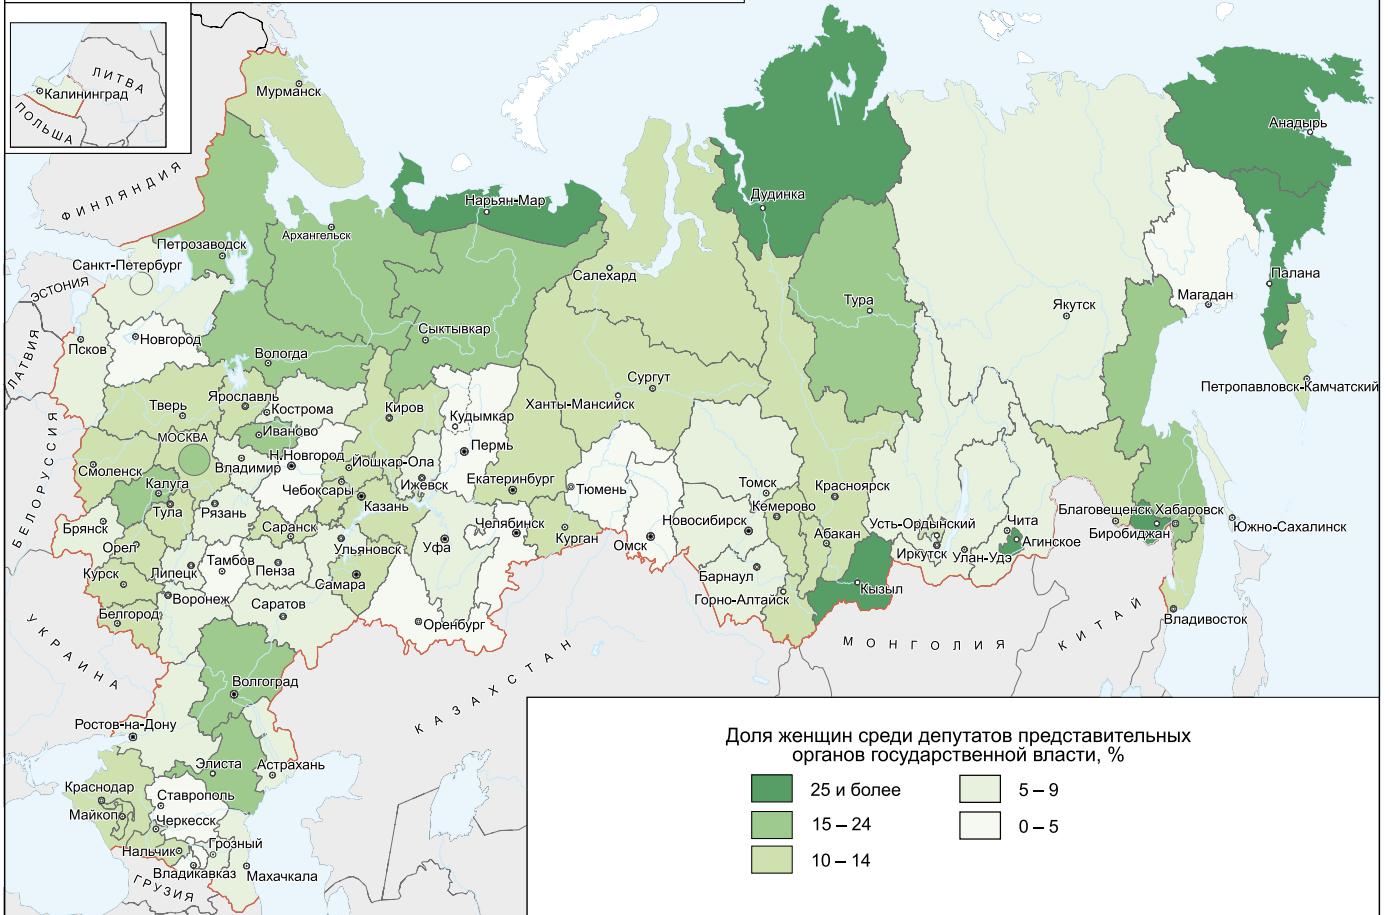 ЛИТВА
Калининград
ПОЛЬША
Мурманск
ФИНЛЯНДИЯ
Нарьян-Мар
Архангельск
Петрозаводск
Санкт-Петербург
ЭСТОНИЯ
ЛАТВИЯ
БЕЛОРУССИЯ
УКРАИНА
Псков
Новгород
Вологда
Сыктывкар
Салехард
Дудинка
Тура
Якутск
Анадырь
Палана
Магадан
Петропавловск-Камчатский
Сургут
Ханты-Мансийск
Тверь
Ярославль
Кострома
Иваново
МОСКВА
Владимир
Н.Новгород
Киров
Кудымкар
Пермь
Йошкар-Ола
Ижевск
Чебоксары
Казань
Екатеринбург
Тюмень
Смоленск
Калуга
Тула
Рязань
Брянск
Орел
Саранск
Ульяновск
Уфа
Челябинск
Курган
Омск
Томск
Новосибирск
Кемерово
Красноярск
Абакан
Барнаул
Горно-Алтайск
Кызыл
Усть-Ордынский
Иркутск
Улан-Удэ
Чита
Агинское
Благовещенск
Хабаровск
Биробиджан
Южно-Сахалинск
Владивосток
Курск
Липецк
Тамбов
Пенза
Самара
Белгород
Воронеж
Саратов
Оренбург
Волгоград
Ростов-на-Дону
Элиста
Астрахань
Краснодар
Ставрополь
Майкоп
Черкесск
Нальчик
Грозный
Владикавказ
Махачкала
ГРУЗИЯ
КАЗАХСТАН
МОНГОЛИЯ
КИТАЙ
Доля женщин среди депутатов представительных
органов государственной власти, %
25 и более
15 – 24
10 – 14
5 – 9
0 – 5